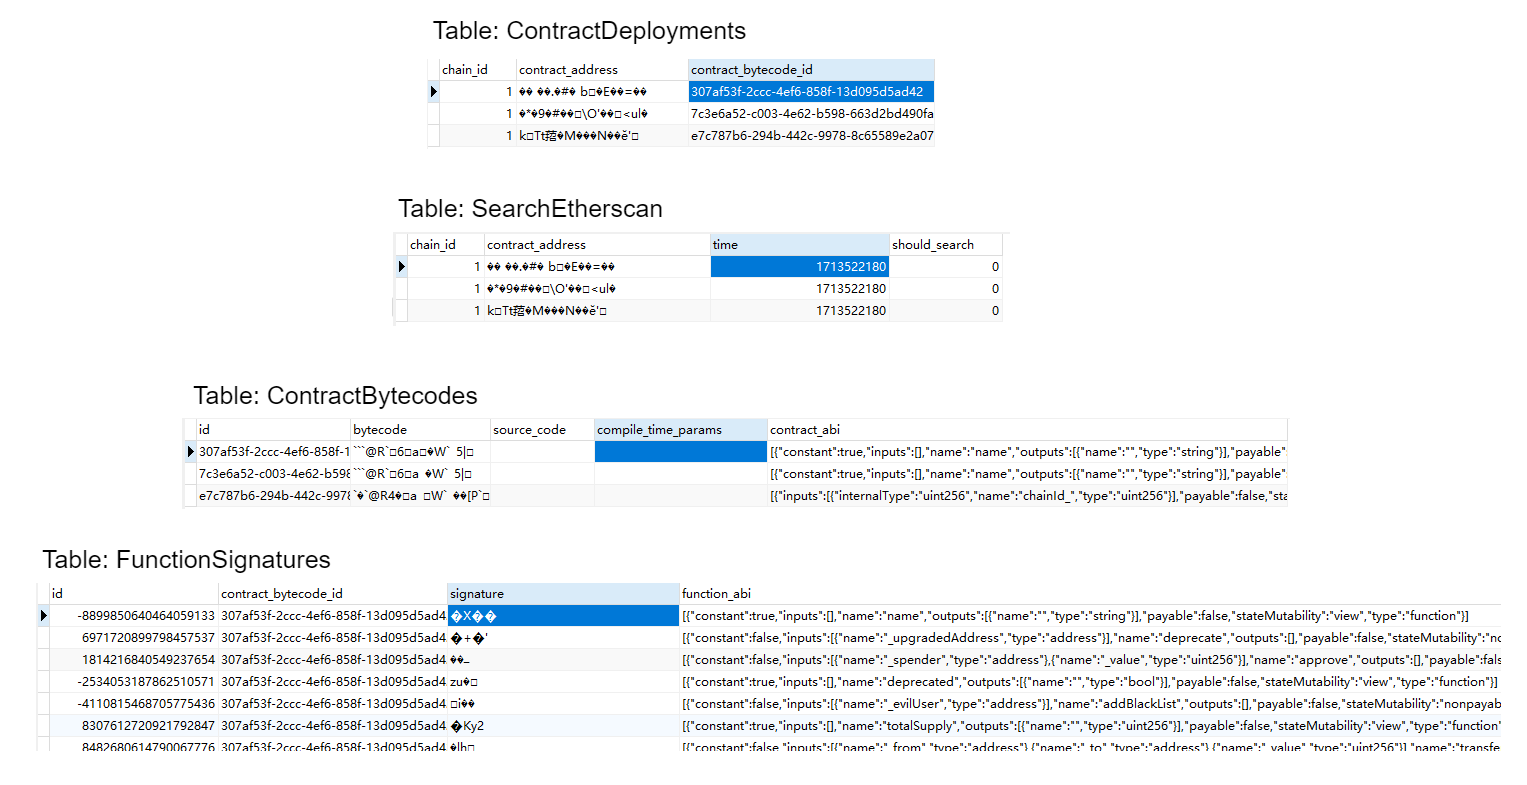 Table: ContractDeployments
chain_id contract_address contract_bytecode_id
1 �� ��.�#� b□�E��=�� 307af53f-2ccc-4ef6-858f-13d095d5ad42
1 �*�9�#��□\O'��□<ul� 7c3e6a52-c003-4e62-b598-663d2bd490fa
1 k□Tt�M���N��ě'□ e7c787b6-294b-442c-9978-8c65589e2a07
Table: SearchEtherscan
chain_id contract_address time should_search
1 �� ��.�#� b□�E��=�� 1713522180 0
1 �*�9�#��□\O'��□<ul� 1713522180 0
1 k□Tt�M���N��ě'□ 1713522180 0
Table: ContractBytecodes
id bytecode source_code compile_time_params contract_abi
307af53f-2ccc-4ef6-858f-1 ```@R`□6□a□�W` 5|□ [{"constant":true,"inputs":[],"name":"name","outputs":[{"name":"","type":"string"}],"payable":
7c3e6a52-c003-4e62-b598 ```@R`□6□a �W` 5|□ [{"constant":true,"inputs":[],"name":"name","outputs":[{"name":"","type":"string"}],"payable":
e7c787b6-294b-442c-9978 `�`@R4�□a □W` ��[P`□ [{"inputs":[{"internalType":"uint256","name":"chainId_","type":"uint256"}],"payable":false,"sta
Table: FunctionSignatures
id contract_bytecode_id signature function_abi
-8899850640464059133 307af53f-2ccc-4ef6-858f-13d095d5ad4 �X�� [{"constant":true,"inputs":[],"name":"name","outputs":[{"name":"","type":"string"}],"payable":false,"stateMutability":"view","type":"function"}]
6971720899798457537 307af53f-2ccc-4ef6-858f-13d095d5ad4 �+�' [{"constant":false,"inputs":[{"name":"_upgradedAddress","type":"address"}],"name":"deprecate","outputs":[],"payable":false,"stateMutability":"no
1814216840549237654 307af53f-2ccc-4ef6-858f-13d095d5ad4 [{"constant":false,"inputs":[{"name":"_spender","type":"address"},{"name":"_value","type":"uint256"}],"name":"approve","outputs":[],"payable":fals
-2534053187862510571 307af53f-2ccc-4ef6-858f-13d095d5ad4 zu�□ [{"constant":true,"inputs":[],"name":"deprecated","outputs":[{"name":"","type":"bool"}],"payable":false,"stateMutability":"view","type":"function"}]
-4110815468705775436 307af53f-2ccc-4ef6-858f-13d095d5ad4 [{"constant":false,"inputs":[{"name":"_evilUser","type":"address"}],"name":"addBlackList","outputs":[],"payable":false,"stateMutability":"nonpayab
8307612720921792847 307af53f-2ccc-4ef6-858f-13d095d5ad4 �Ky2 [{"constant":true,"inputs":[],"name":"totalSupply","outputs":[{"name":"","type":"uint256"}],"payable":false,"stateMutability":"view","type":"function"
8482680614790067776 307af53f-2ccc-4ef6-858f-13d095d5ad4 �lh□ [{"constant":false,"inputs":[{"name":"_from","type":"address"},{"name":"_to","type":"address"},{"name":"_value","type":"uint256"}],"name":"transfe